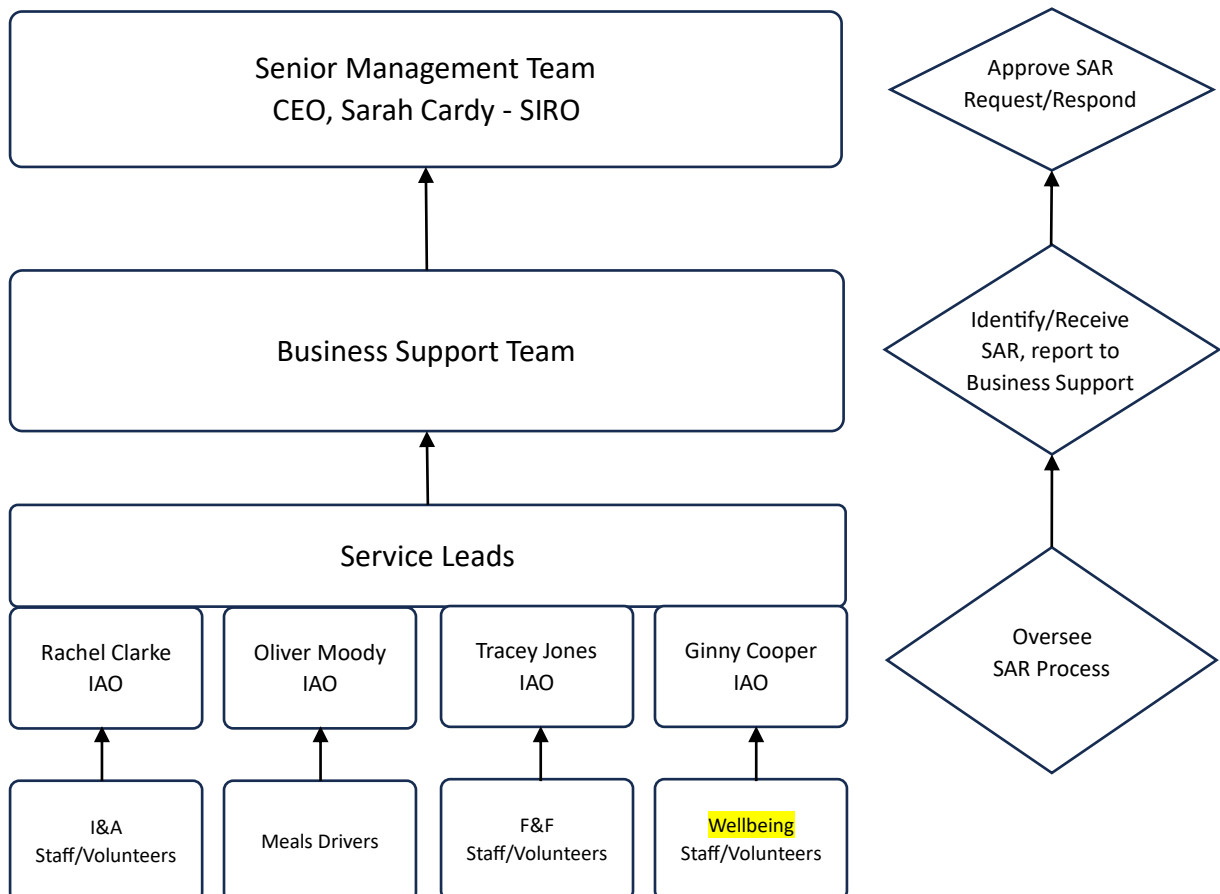 Senior Management Team
CEO, Sarah Cardy - SIRO
Approve SAR
Request/Respond
Business Support Team
Identify/Receive
SAR, report to
Business Support
Service Leads
Rachel Clarke
IAO
Oliver Moody
IAO
Tracey Jones
IAO
Ginny Cooper
IAO
Oversee
SAR Process
I&A
Staff/Volunteers
Meals Drivers
F&F
Staff/Volunteers
Wellbeing
Staff/Volunteers